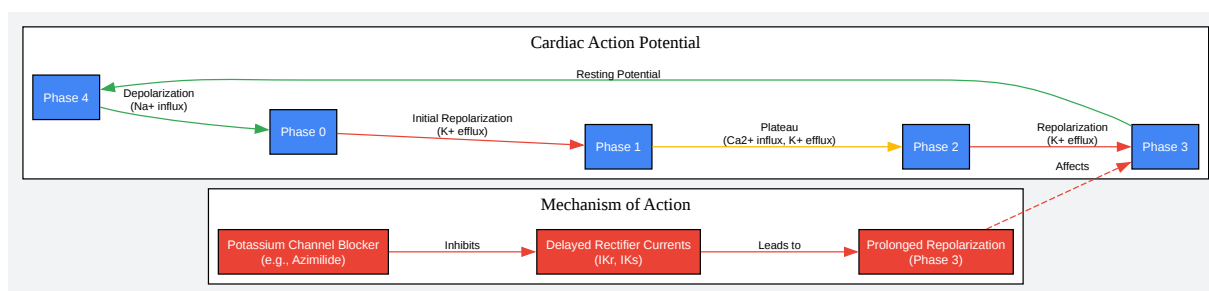 Cardiac Action Potential
Resting Potential
Phase 4
Depolarization
(Na+ influx)
Phase 0
Initial Repolarization
(K+ efflux)
Phase 1
Plateau
(Ca2+ influx, K+ efflux)
Phase 2
Repolarization
(K+ efflux)
Phase 3
Affects
Mechanism of Action
Potassium Channel Blocker
(e.g., Azimilide)
Inhibits
Delayed Rectifier Currents
(IKr, IKs)
Leads to
Prolonged Repolarization
(Phase 3)